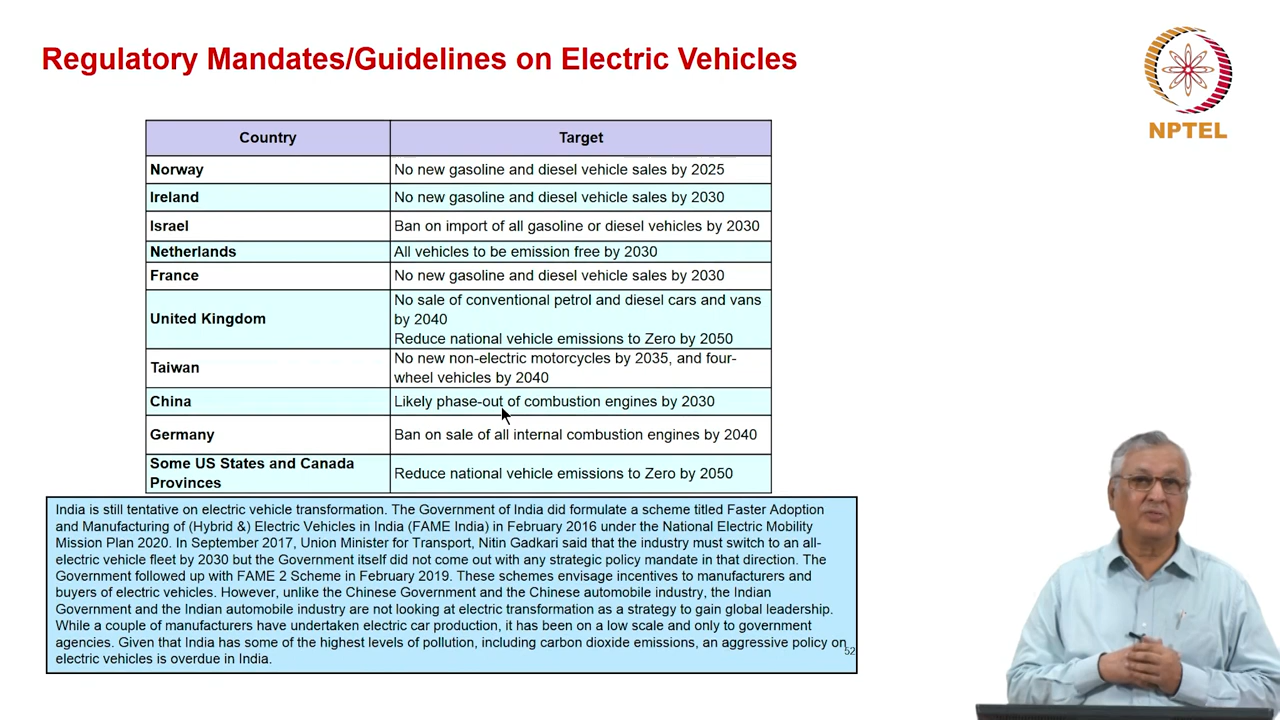 Regulatory Mandates/Guidelines on Electric Vehicles
NPTEL
Country Target
Norway No new gasoline and diesel vehicle sales by 2025
Ireland No new gasoline and diesel vehicle sales by 2030
Israel Ban on import of all gasoline or diesel vehicles by 2030
Netherlands All vehicles to be emission free by 2030
France No new gasoline and diesel vehicle sales by 2030
United Kingdom No sale of conventional petrol and diesel cars and vans
by 2040
Reduce national vehicle emissions to Zero by 2050
Taiwan No new non-electric motorcycles by 2035, and four-
wheel vehicles by 2040
China Likely phase-out of combustion engines by 2030
Germany Ban on sale of all internal combustion engines by 2040
Some US States and Canada
Provinces Reduce national vehicle emissions to Zero by 2050
India is still tentative on electric vehicle transformation. The Government of India did formulate a scheme titled Faster Adoption
and Manufacturing of (Hybrid &) Electric Vehicles in India (FAME India) in February 2016 under the National Electric Mobility
Mission Plan 2020. In September 2017, Union Minister for Transport, Nitin Gadkari said that the industry must switch to an all-
electric vehicle fleet by 2030 but the Government itself did not come out with any strategic policy mandate in that direction. The
Government followed up with FAME 2 Scheme in February 2019. These schemes envisage incentives to manufacturers and
buyers of electric vehicles. However, unlike the Chinese Government and the Chinese automobile industry, the Indian
Government and the Indian automobile industry are not looking at electric transformation as a strategy to gain global leadership.
While a couple of manufacturers have undertaken electric car production, it has been on a low scale and only to government
agencies. Given that India has some of the highest levels of pollution, including carbon dioxide emissions, an aggressive policy on
electric vehicles is overdue in India.
52